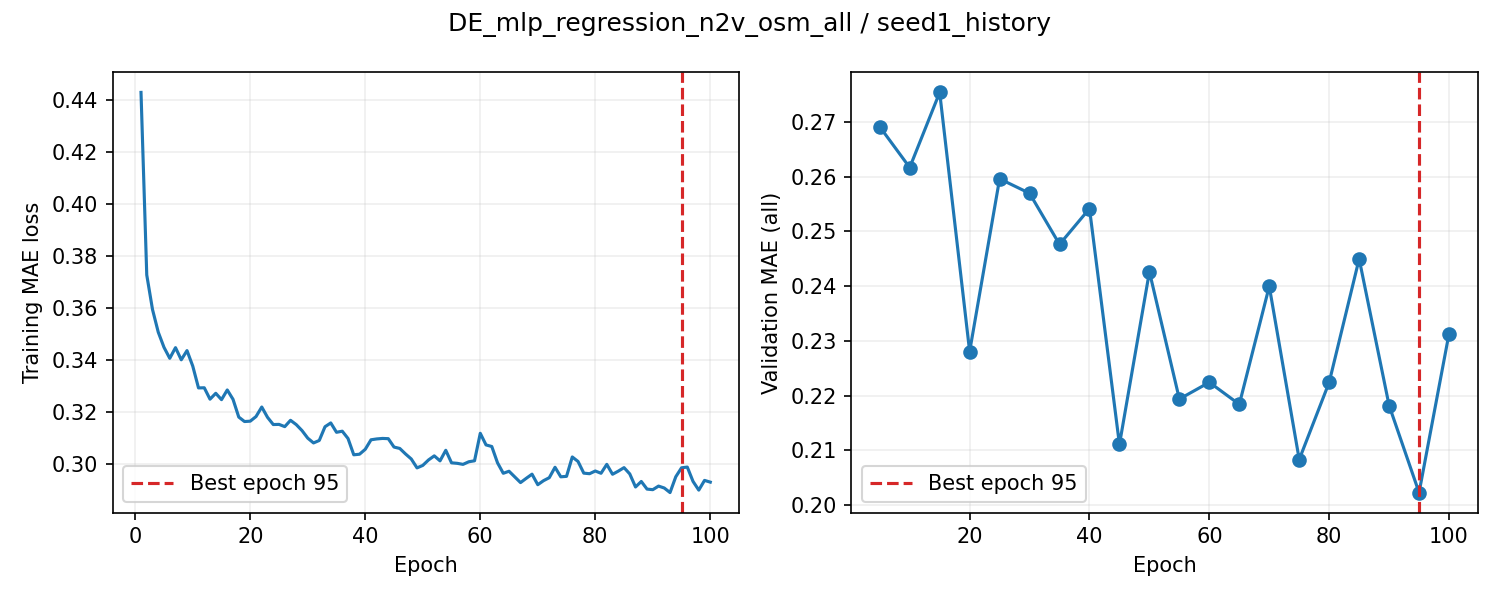 DE_mlp_regression_n2v_osm_all / seed1_history
Training MAE loss
0.44
0.42
0.40
0.38
0.36
0.34
0.32
0.30
Best epoch 95
0 20 40 60 80 100
Epoch
Validation MAE (all)
0.27
0.26
0.25
0.24
0.23
0.22
0.21
0.20
Best epoch 95
20 40 60 80 100
Epoch